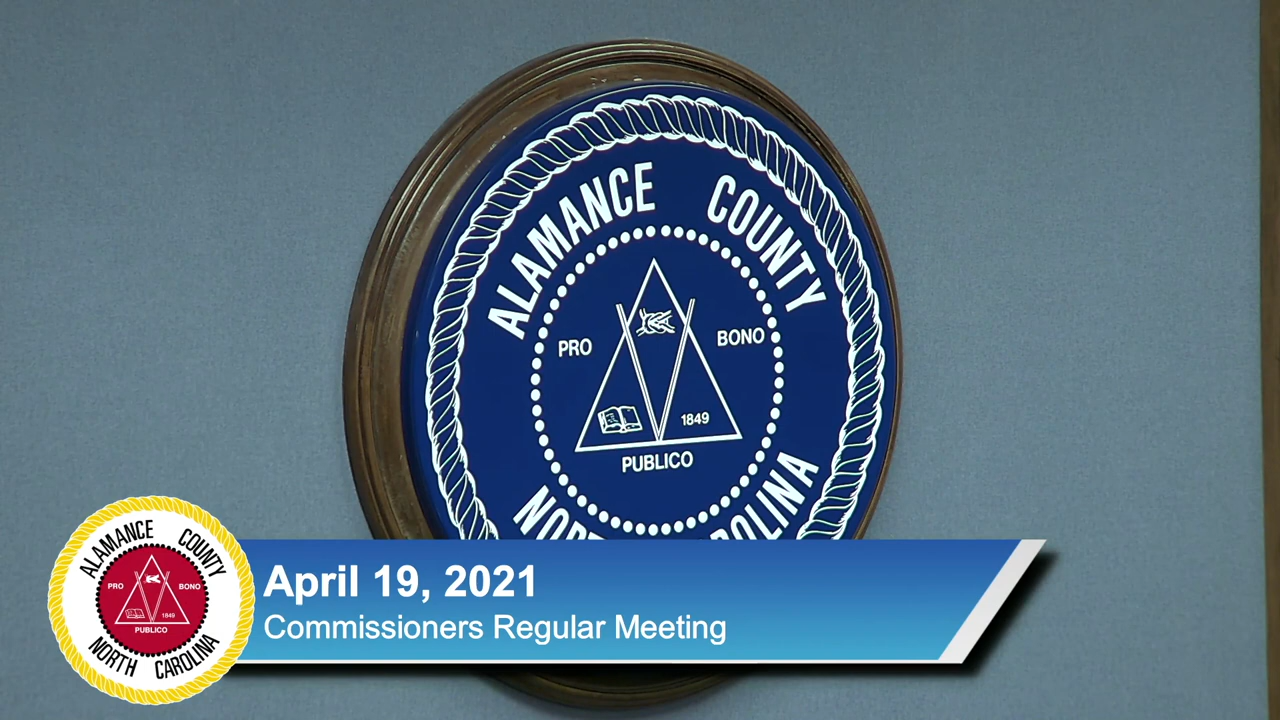 ALAMANCE COUNTY
PRO BONO
1849
PUBLICO
ALAMANCE COUNTY
PRO BONO
1849
PUBLICO
NORTH CAROLINA
April 19, 2021
Commissioners Regular Meeting